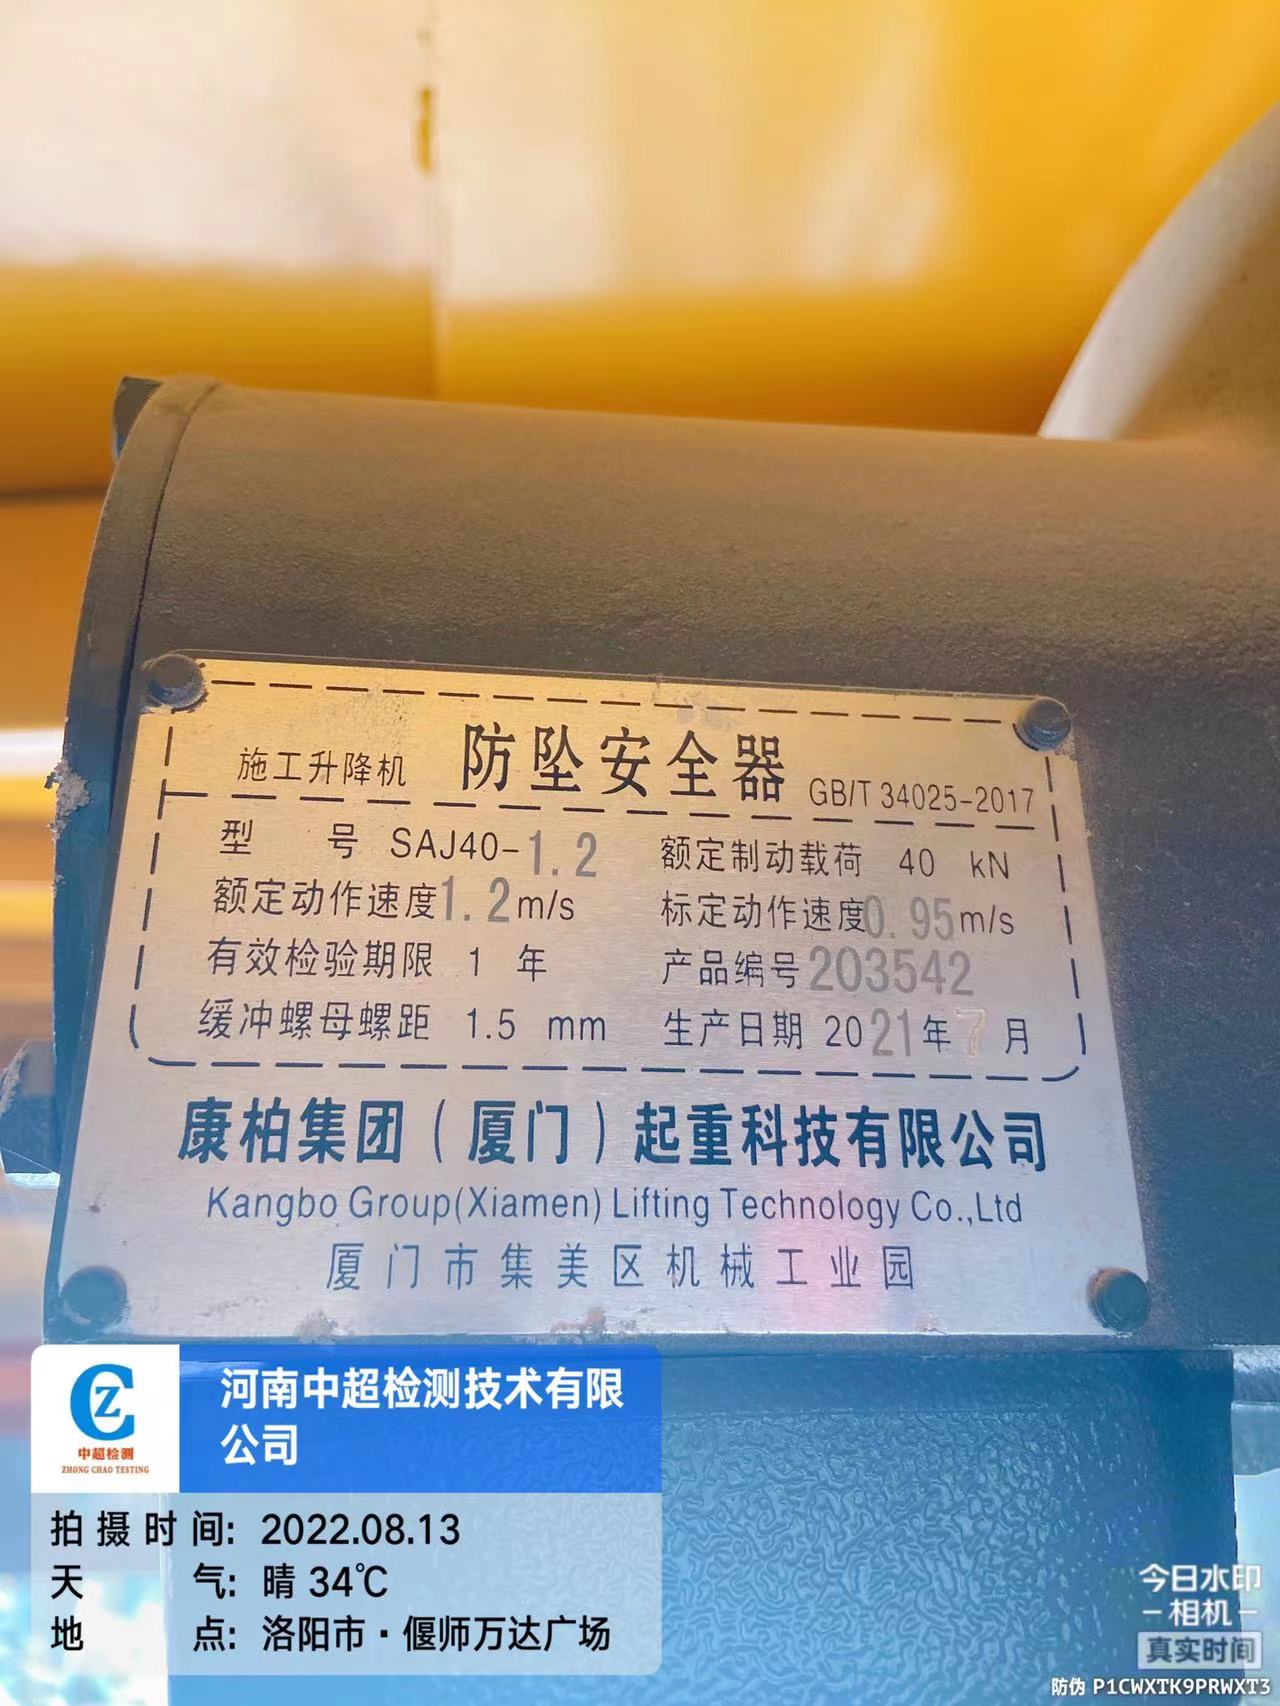 施工升降机 防坠安全器 GB/T 34025-2017
型 号 SAJ40-1.2 额定制动载荷 40 kN
额定动作速度1.2m/s 标定动作速度0.95m/s
有效检验期限 1 年 产品编号203542
缓冲螺母螺距 1.5 mm 生产日期 2021年7月
康柏集团（厦门）起重科技有限公司
Kangbo Group(Xiamen) Lifting Technology Co.,Ltd
厦门市集美区机械工业园
CZ
中超检测
ZHONG CHAO TESTING
河南中超检测技术有限
公司
拍摄时间: 2022.08.13
天 气: 晴 34℃
地 点: 洛阳市·偃师万达广场
今日水印
-相机-
真实时间
防伪 P1CWXTK9PRWXT3